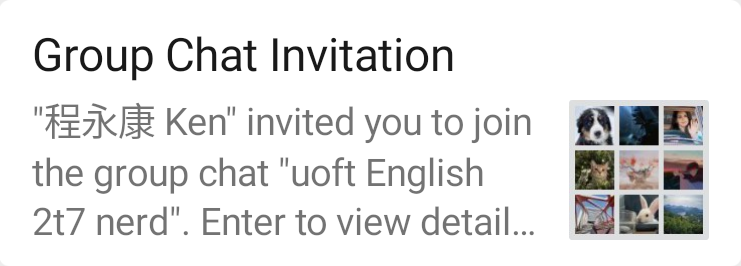 Group Chat Invitation
"程永康 Ken" invited you to join
the group chat "uoft English
2t7 nerd". Enter to view detail...